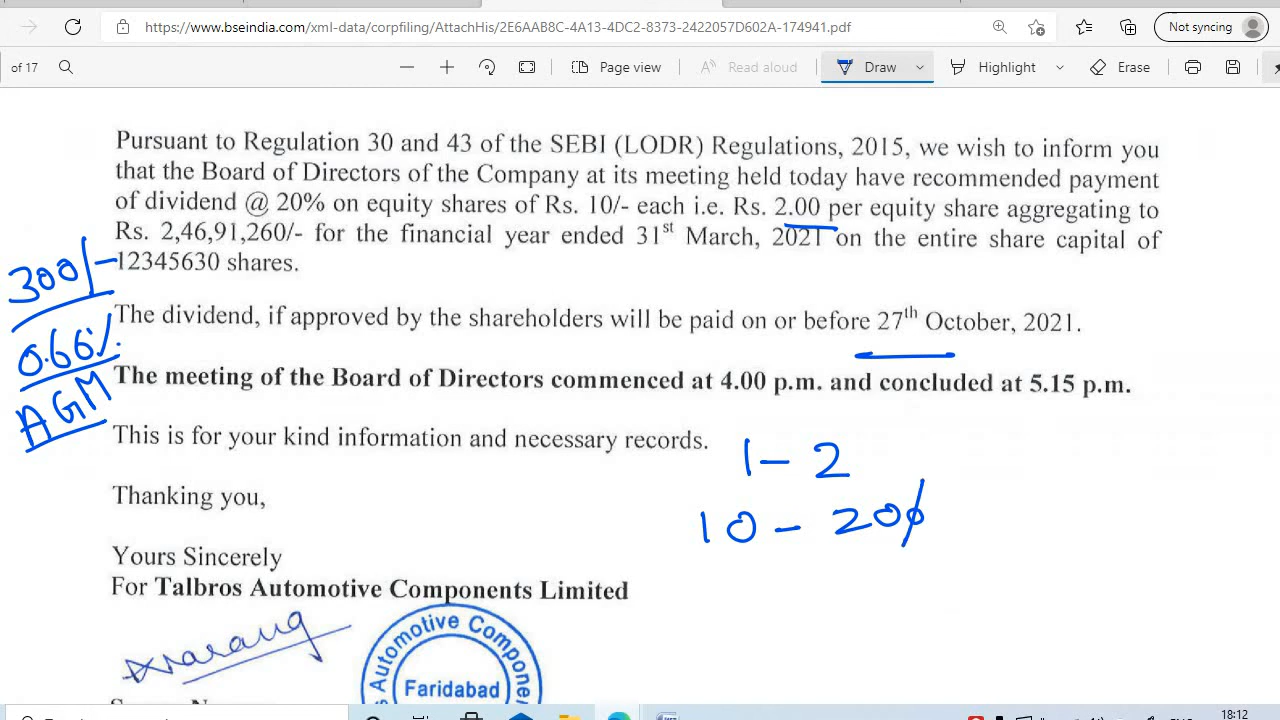 https://www.bseindia.com/xml-data/corpfiling/AttachHis/2E6AAB8C-4A13-4DC2-8373-2422057D602A-174941.pdf
Not syncing
of 17
Page view
Read aloud
Draw
Highlight
Erase
Pursuant to Regulation 30 and 43 of the SEBI (LODR) Regulations, 2015, we wish to inform you
that the Board of Directors of the Company at its meeting held today have recommended payment
of dividend @ 20% on equity shares of Rs. 10/- each i.e. Rs. 2.00 per equity share aggregating to
Rs. 2,46,91,260/- for the financial year ended 31st March, 2021 on the entire share capital of
12345630 shares.
300/-
The dividend, if approved by the shareholders will be paid on or before 27th October, 2021.
0.66%
The meeting of the Board of Directors commenced at 4.00 p.m. and concluded at 5.15 p.m.
AGM
This is for your kind information and necessary records.
1 - 2
Thanking you,
10 - 20
Yours Sincerely
For Talbros Automotive Components Limited
Automotive Compone
Faridabad
18:12